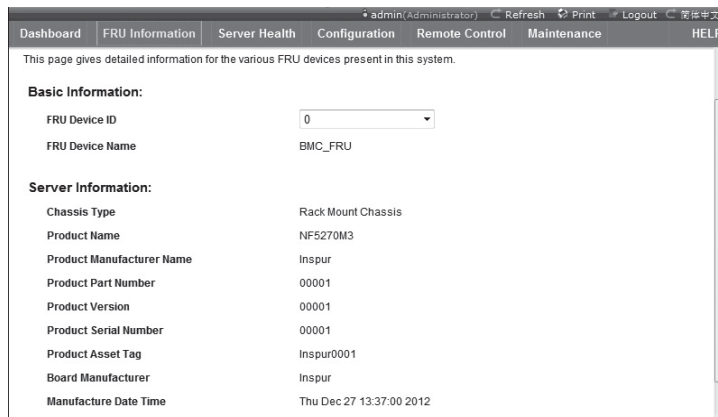 admin(Administrator) Refresh Print Logout 简体中文
Dashboard FRU Information Server Health Configuration Remote Control Maintenance HELP
This page gives detailed information for the various FRU devices present in this system.
Basic Information:
FRU Device ID 0
FRU Device Name BMC_FRU
Server Information:
Chassis Type Rack Mount Chassis
Product Name NF5270M3
Product Manufacturer Name Inspur
Product Part Number 00001
Product Version 00001
Product Serial Number 00001
Product Asset Tag Inspur0001
Board Manufacturer Inspur
Manufacture Date Time Thu Dec 27 13:37:00 2012